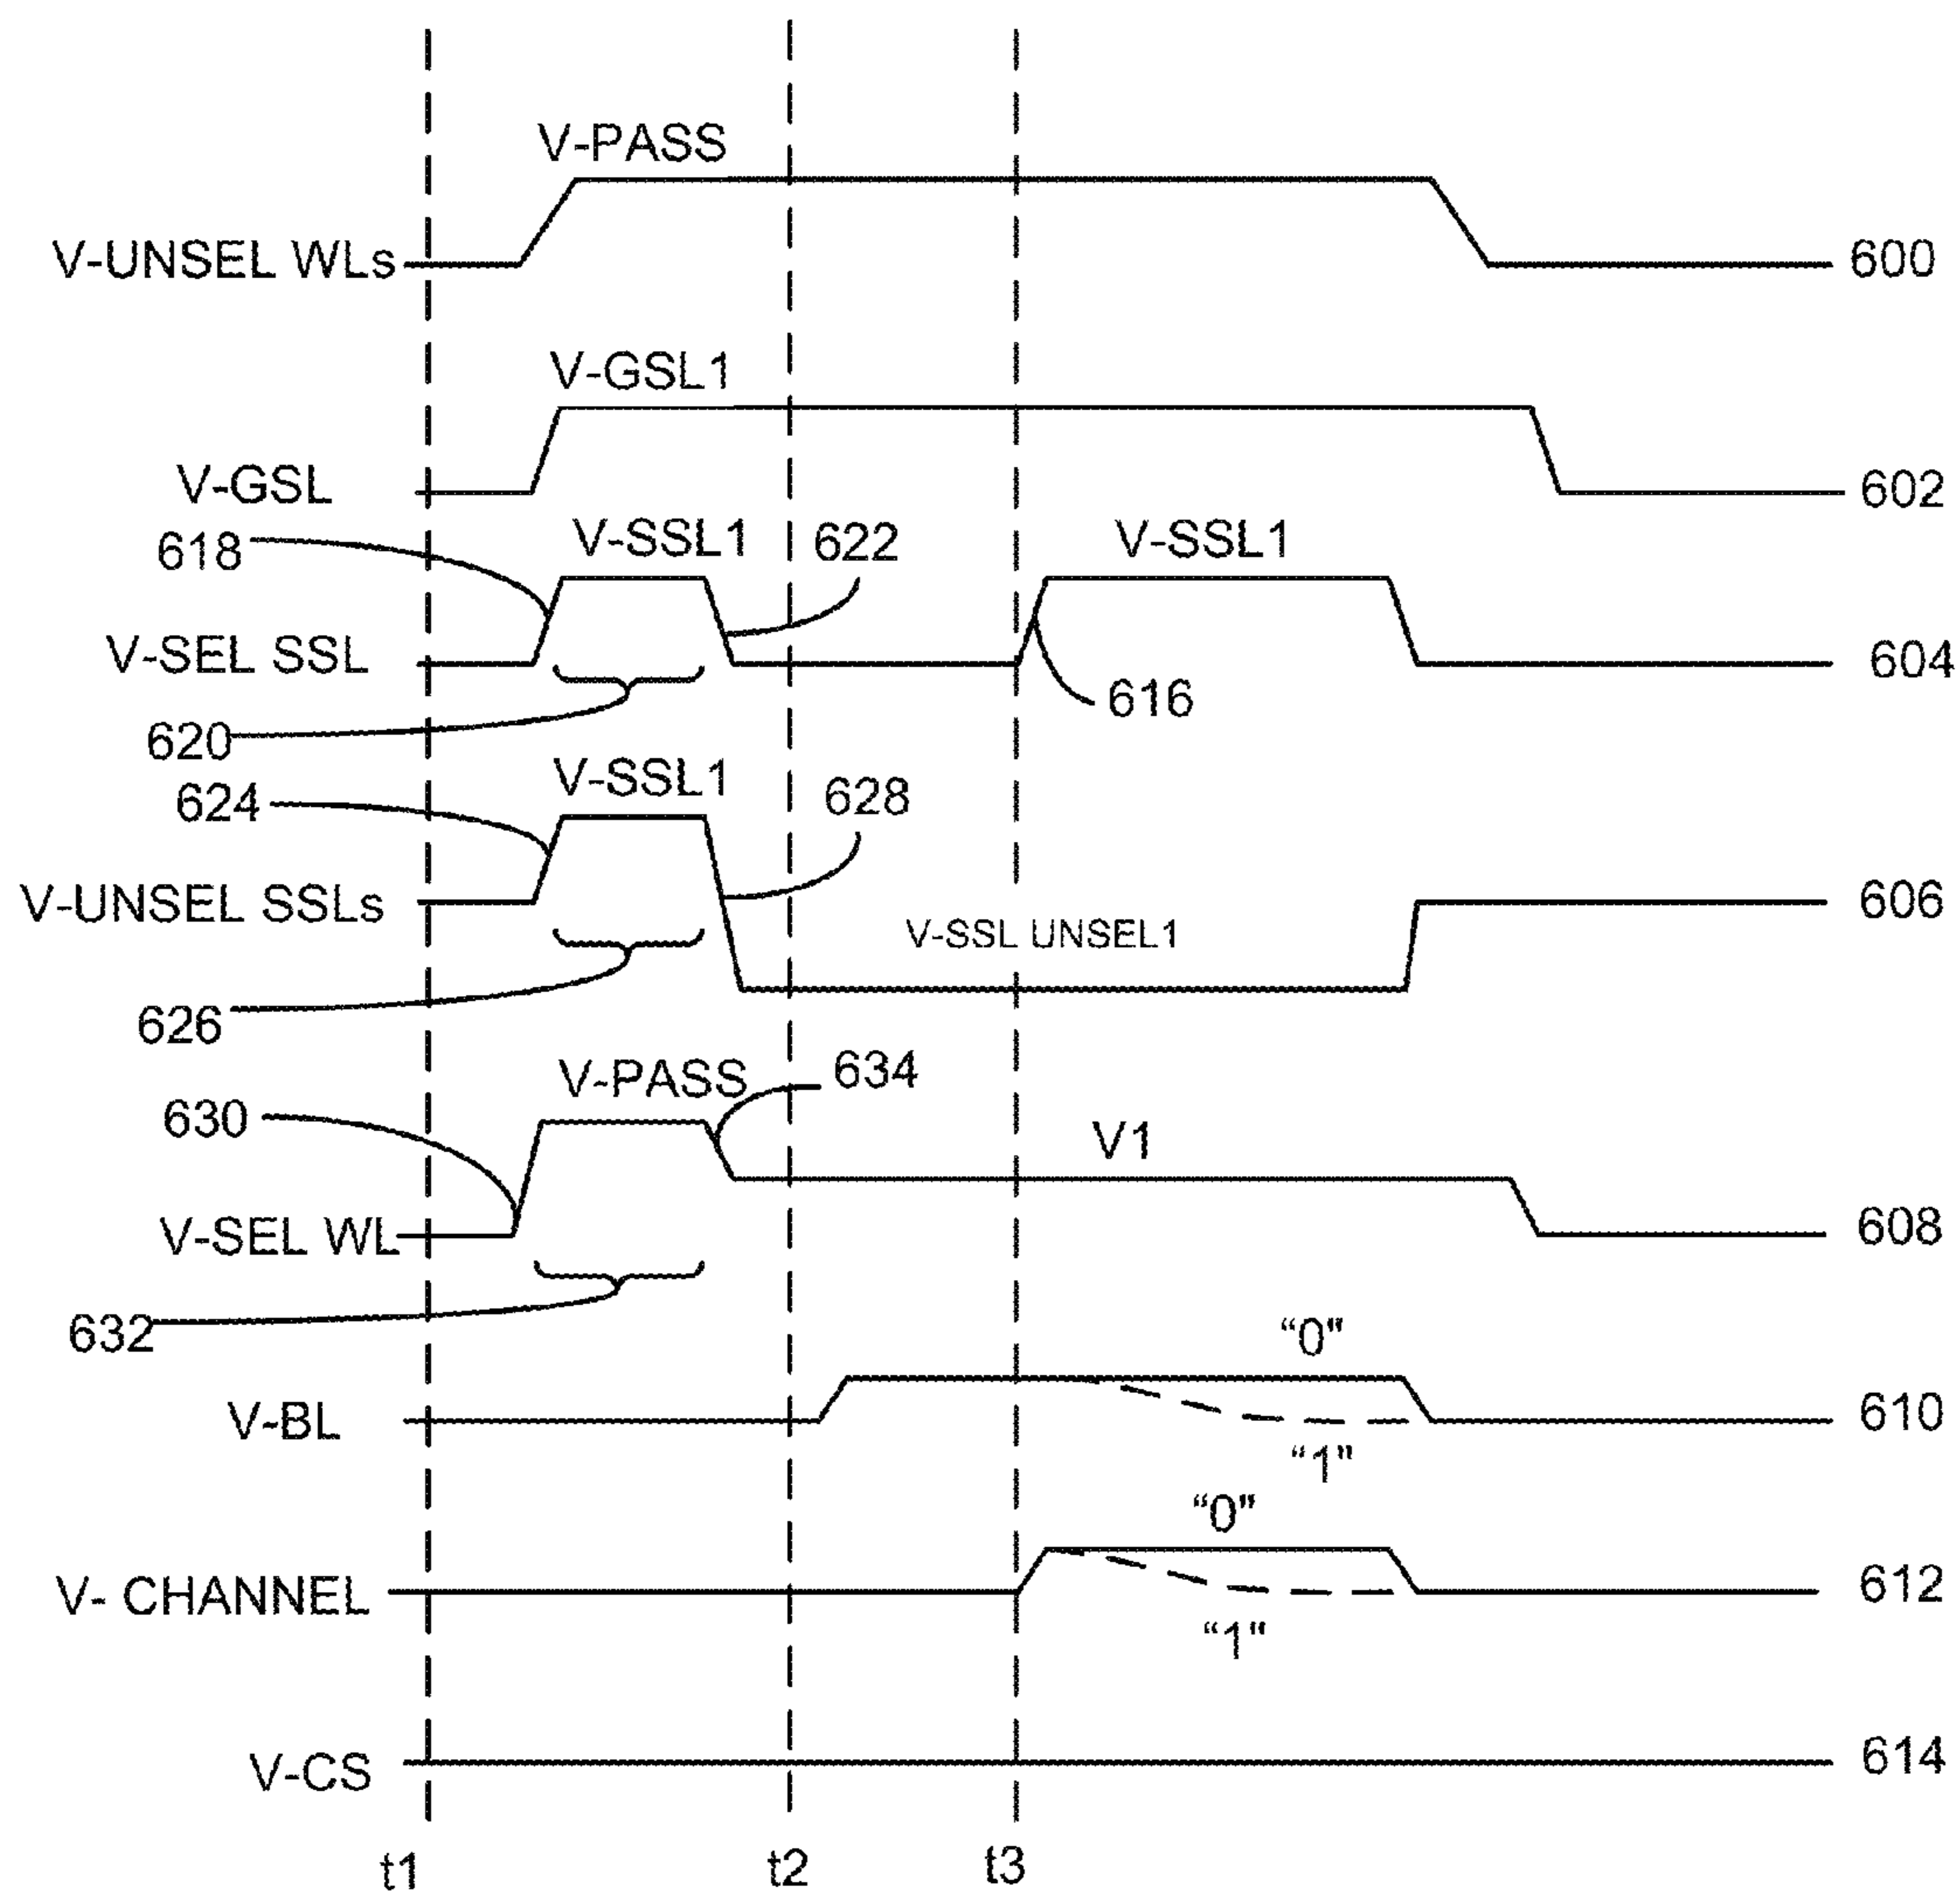 V-PASS
V-UNSEL WLs
600
V-GSL1
V-GSL
602
618
V-SSL1
622
V-SSL1
V-SEL SSL
604
616
620
V-SSL1
624
628
V-UNSEL SSLs
606
V-SSL UNSEL1
626
V-PASS
634
630
V1
V-SEL WL
608
632
"0"
V-BL
610
"1"
"0"
V- CHANNEL
612
"1"
V-CS
614
t1
t2
t3